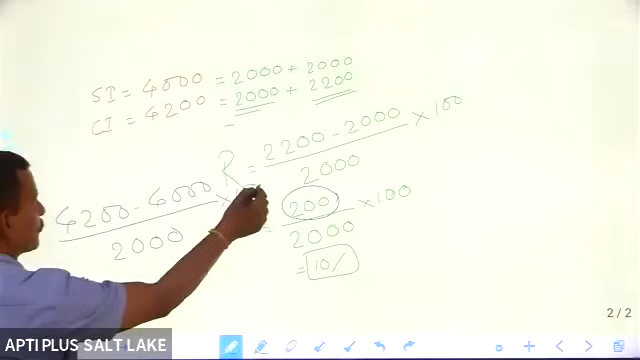 SI = 4000 = 2000 + 2000
CI = 4200 = 2000 + 2200
R = 2200 - 2000 / 2000 × 100
= 200 / 2000 × 100
= 10/
4200 - 4000 / 2000 ×
2 / 2
APTI PLUS SALT LAKE